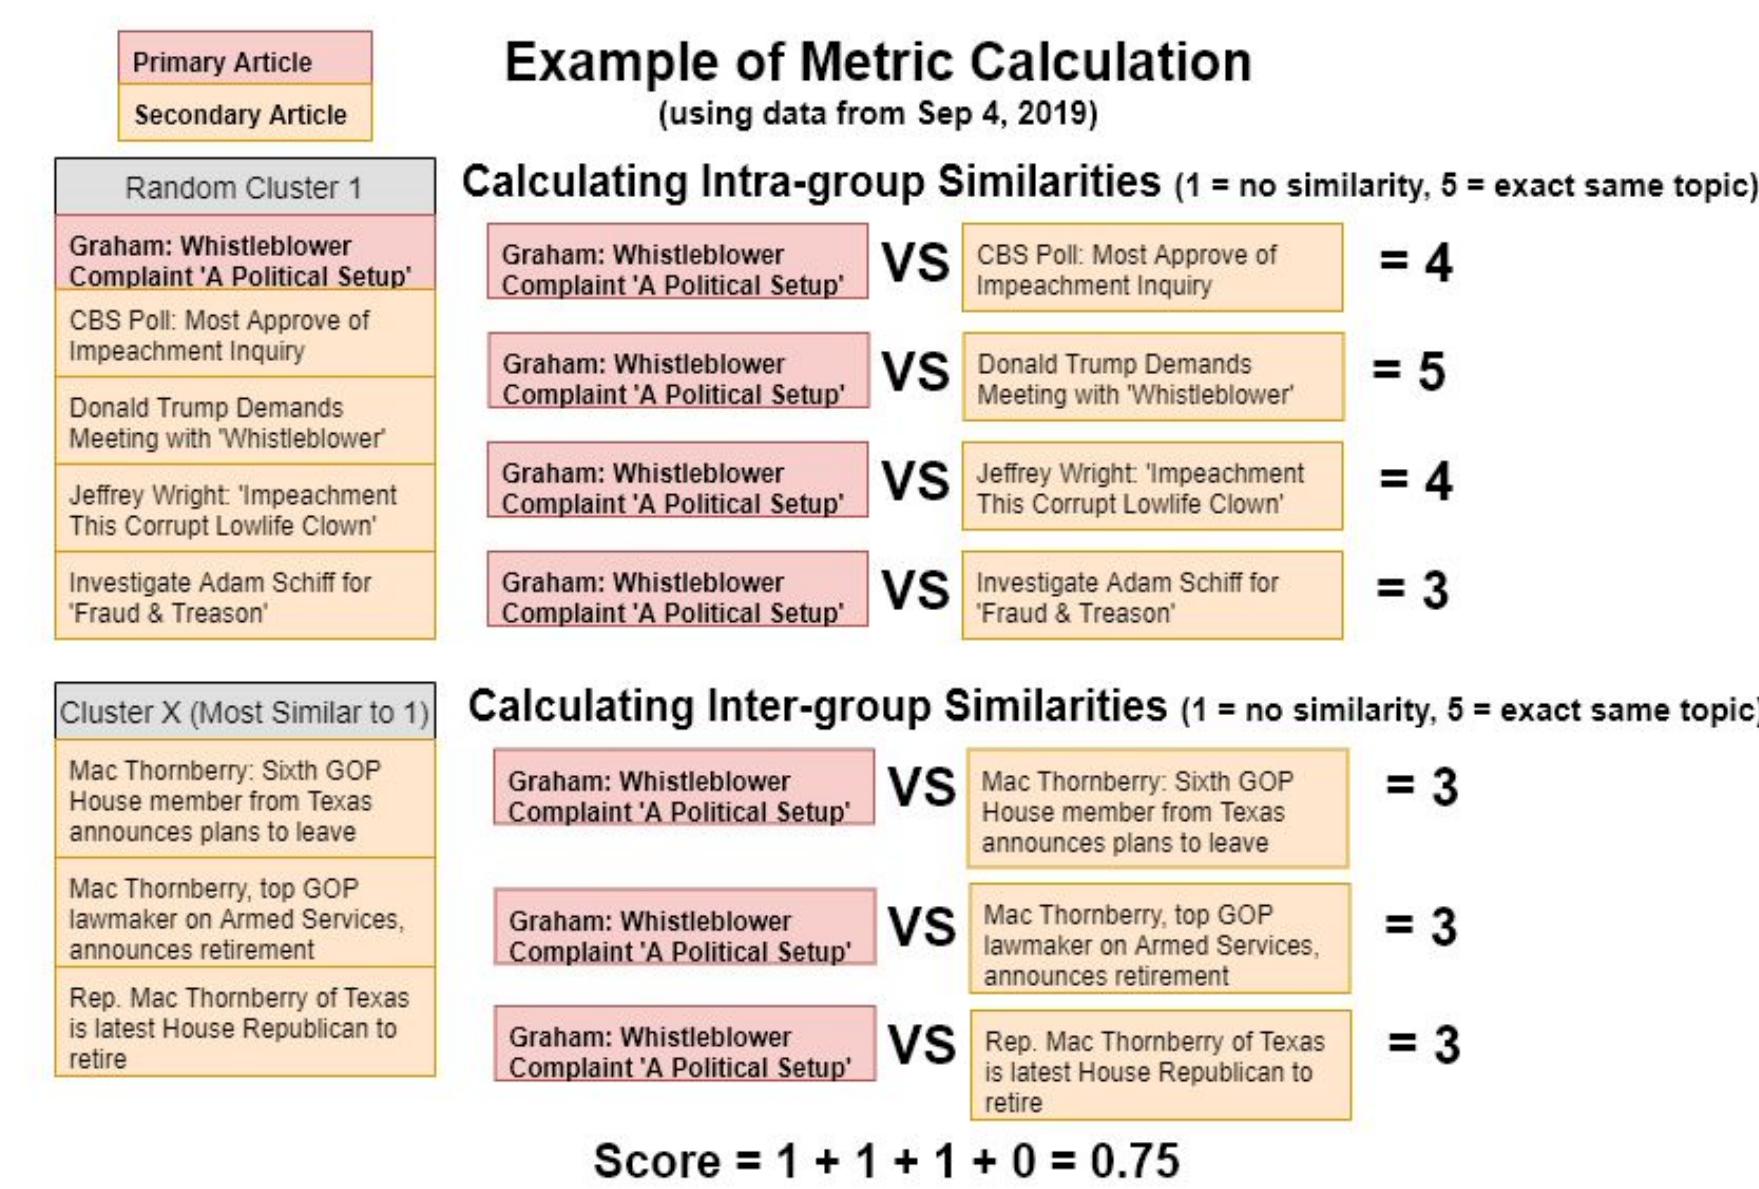 Primary Article
Secondary Article
Example of Metric Calculation
(using data from Sep 4, 2019)
Random Cluster 1
Graham: Whistleblower
Complaint 'A Political Setup'
CBS Poll: Most Approve of
Impeachment Inquiry
Donald Trump Demands
Meeting with 'Whistleblower'
Jeffrey Wright: 'Impeachment
This Corrupt Lowlife Clown'
Investigate Adam Schiff for
'Fraud & Treason'
Calculating Intra-group Similarities (1 = no similarity, 5 = exact same topic)
Graham: Whistleblower
Complaint 'A Political Setup'
VS
CBS Poll: Most Approve of
Impeachment Inquiry
= 4
Graham: Whistleblower
Complaint 'A Political Setup'
VS
Donald Trump Demands
Meeting with 'Whistleblower'
= 5
Graham: Whistleblower
Complaint 'A Political Setup'
VS
Jeffrey Wright: 'Impeachment
This Corrupt Lowlife Clown'
= 4
Graham: Whistleblower
Complaint 'A Political Setup'
VS
Investigate Adam Schiff for
'Fraud & Treason'
= 3
Cluster X (Most Similar to 1)
Mac Thornberry: Sixth GOP
House member from Texas
announces plans to leave
Mac Thornberry, top GOP
lawmaker on Armed Services,
announces retirement
Rep. Mac Thornberry of Texas
is latest House Republican to
retire
Calculating Inter-group Similarities (1 = no similarity, 5 = exact same topic)
Graham: Whistleblower
Complaint 'A Political Setup'
VS
Mac Thornberry: Sixth GOP
House member from Texas
announces plans to leave
= 3
Graham: Whistleblower
Complaint 'A Political Setup'
VS
Mac Thornberry, top GOP
lawmaker on Armed Services,
announces retirement
= 3
Graham: Whistleblower
Complaint 'A Political Setup'
VS
Rep. Mac Thornberry of Texas
is latest House Republican to
retire
= 3
Score = 1 + 1 + 1 + 0 = 0.75